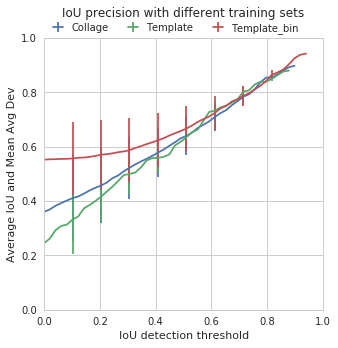 IoU precision with different training sets
Collage Template Template_bin
Average IoU and Mean Avg Dev
1.0
0.8
0.6
0.4
0.2
0.0
0.0 0.2 0.4 0.6 0.8 1.0
IoU detection threshold